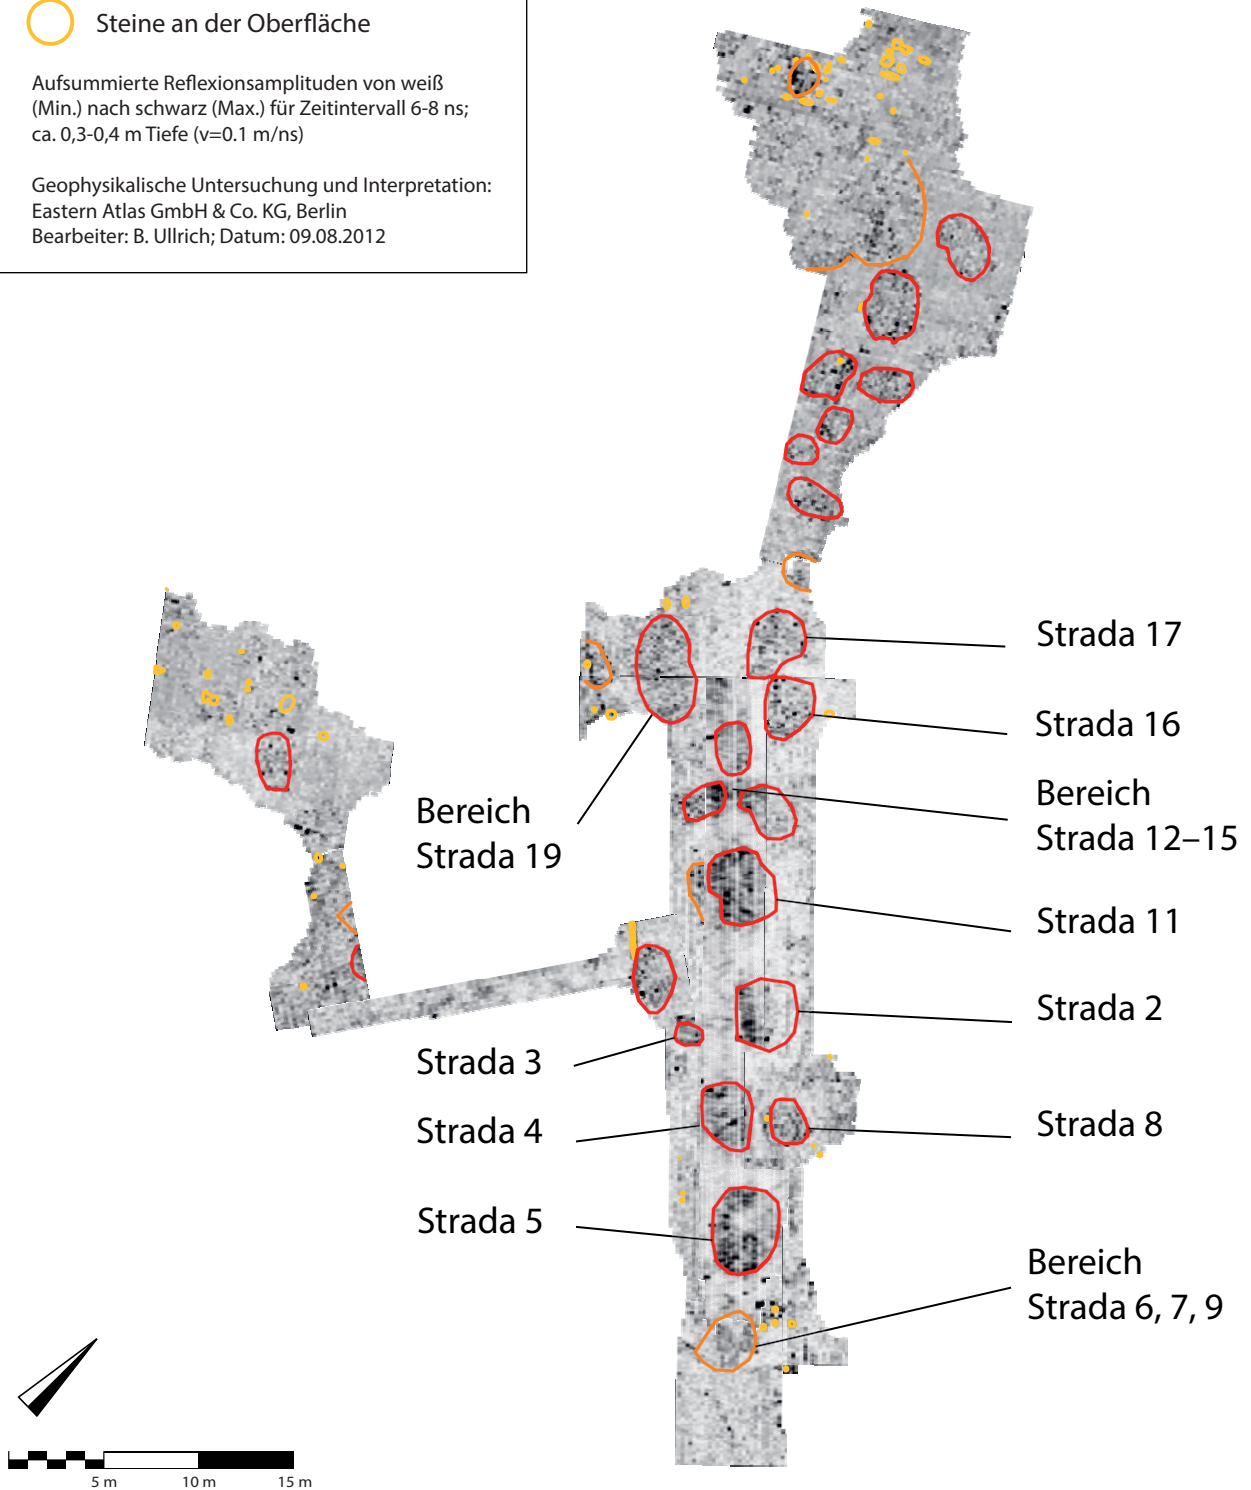 Steine an der Oberfläche
Aufsummierte Reflexionsamplituden von weiß
(Min.) nach schwarz (Max.) für Zeitintervall 6-8 ns;
ca. 0,3-0,4 m Tiefe (v=0.1 m/ns)
Geophysikalische Untersuchung und Interpretation:
Eastern Atlas GmbH & Co. KG, Berlin
Bearbeiter: B. Ullrich; Datum: 09.08.2012
Strada 17
Strada 16
Bereich
Strada 12–15
Bereich
Strada 19
Strada 11
Strada 2
Strada 3
Strada 4
Strada 8
Strada 5
Bereich
Strada 6, 7, 9
5 m
10 m
15 m